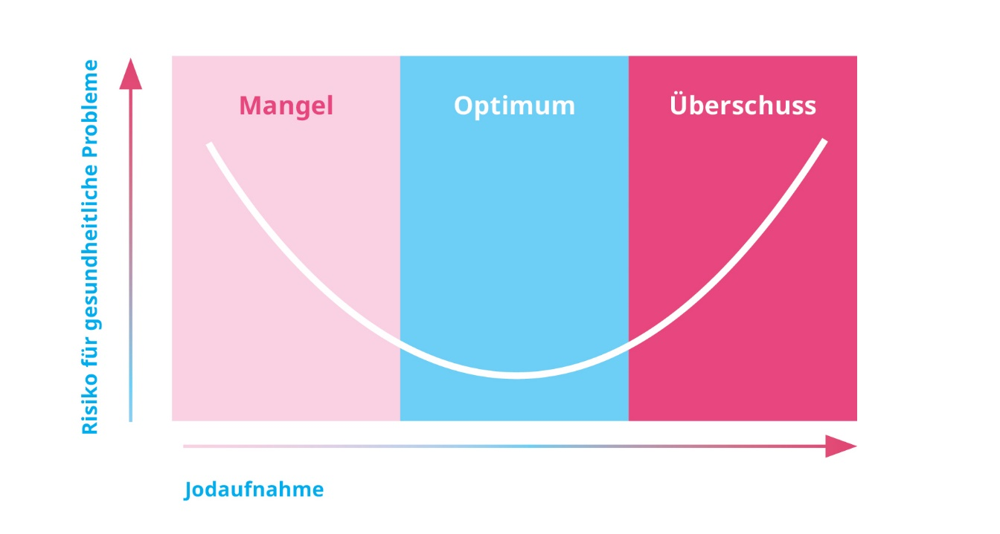 Mangel
Optimum
Überschuss
Risiko für gesundheitliche Probleme
Jodaufnahme